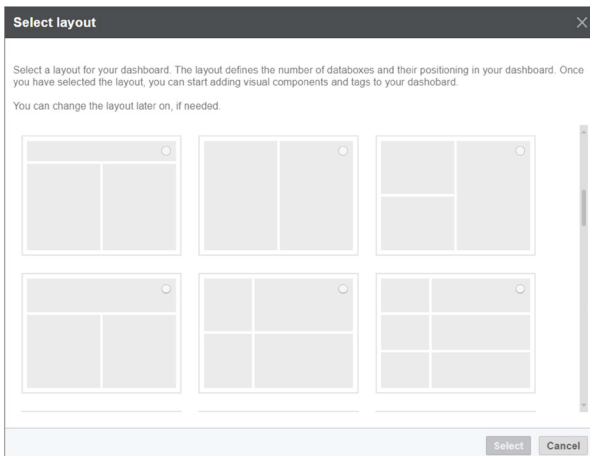 Select layout
Select a layout for your dashboard. The layout defines the number of databoxes and their positioning in your dashboard. Once
you have selected the layout, you can start adding visual components and tags to your dashobard.
You can change the layout later on, if needed.
Select
Cancel